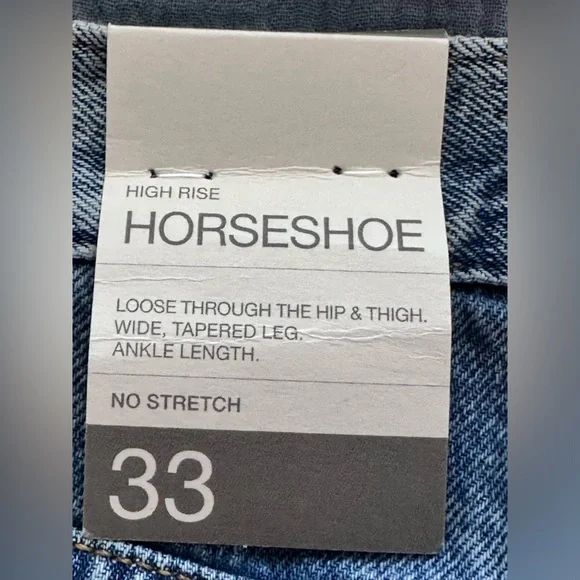 HIGH RISE
HORSESHOE
LOOSE THROUGH THE HIP & THIGH.
WIDE, TAPERED LEG.
ANKLE LENGTH.
NO STRETCH
33